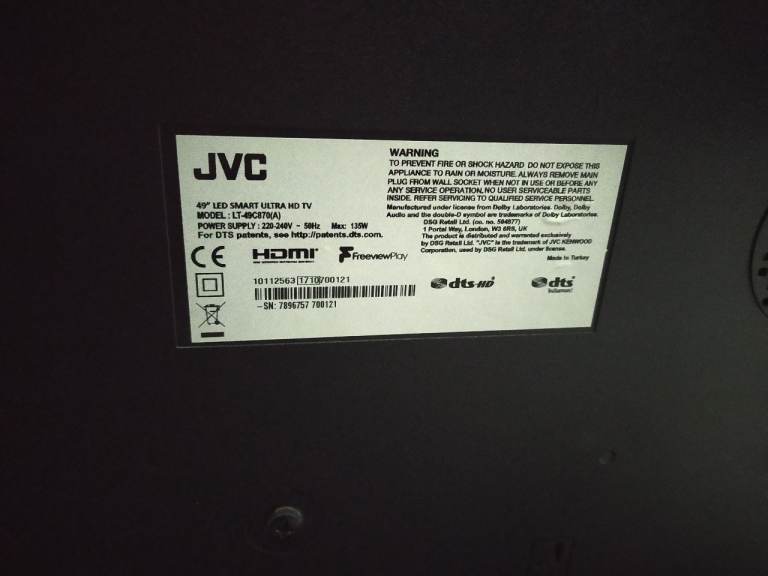 JVC
49" LED SMART ULTRA HD TV
MODEL : LT-49C870(A)
POWER SUPPLY : 220-240V ~ 50Hz Max: 135W
For DTS patents, see http://patents.dts.com.
CE HDMI FreeviewPlay
10112563 1710 700121
SN: 7896757 700121
WARNING
TO PREVENT FIRE OR SHOCK HAZARD DO NOT EXPOSE THIS
APPLIANCE TO RAIN OR MOISTURE. ALWAYS REMOVE MAIN
PLUG FROM WALL SOCKET WHEN NOT IN USE OR BEFORE ANY
ANY SERVICE OPERATION. NO USER SERVICEABLE PARTS
INSIDE. REFER SERVICING TO QUALIFIED SERVICE PERSONNEL.
Manufactured under license from Dolby Laboratories. Dolby, Dolby
Audio and the double-D symbol are trademarks of Dolby Laboratories.
DSG Retail Ltd. (co. no. 504877)
1 Portal Way, London, W3 6RS, UK
The product is distributed and warranted exclusively
by DSG Retail Ltd. "JVC" is the trademark of JVC KENWOOD
Corporation, used by DSG Retail Ltd. under license.
Made in Turkey
dts-HD dts